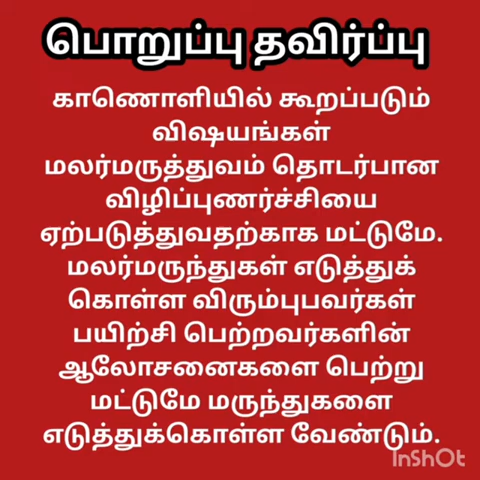 பொறுப்பு தவிர்ப்பு
காணொளியில் கூறப்படும்
விஷயங்கள்
மலர்மருத்துவம் தொடர்பான
விழிப்புணர்ச்சியை
ஏற்படுத்துவதற்காக மட்டுமே.
மலர்மருந்துகள் எடுத்துக்
கொள்ள விரும்புபவர்கள்
பயிற்சி பெற்றவர்களின்
ஆலோசனைகளை பெற்று
மட்டுமே மருந்துகளை
எடுத்துக்கொள்ள வேண்டும்.
InShOt